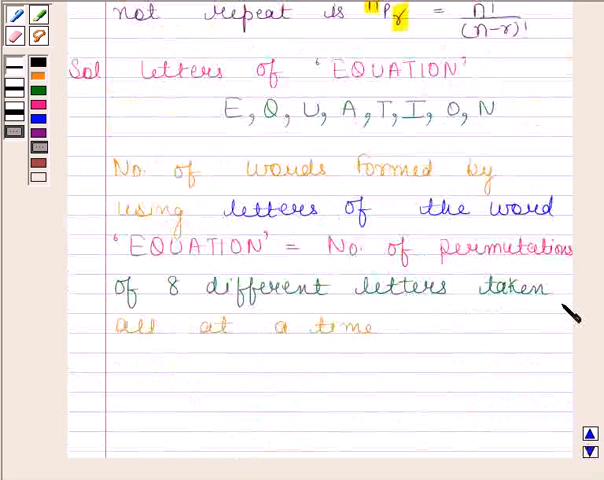 not repeat is ⁿPᵣ = n! / (n-r)!
Sol letters of 'EQUATION'
E, Q, U, A, T, I, O, N
No. of words formed by
using letters of the word
'EQUATION' = No. of permutations
of 8 different letters taken
all at a time